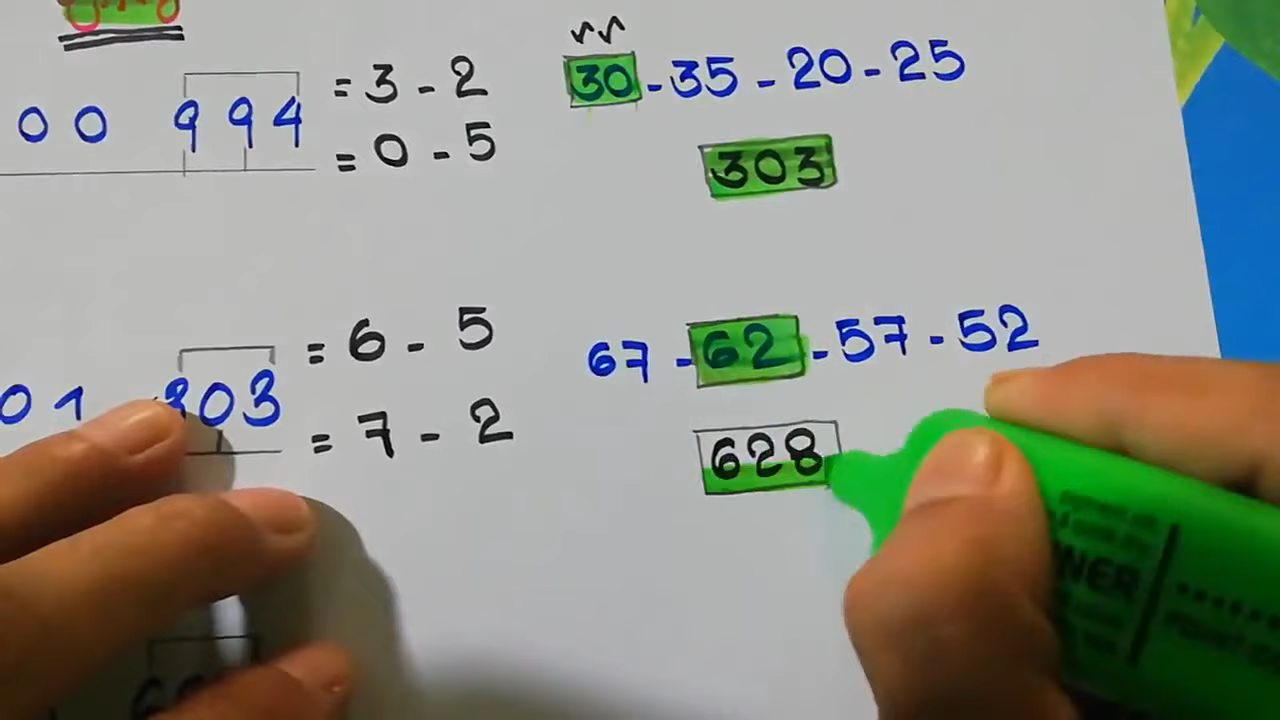 00 994 = 3 - 2
= 0 - 5
30 - 35 - 20 - 25
303
01 303 = 6 - 5
= 7 - 2
67 - 62 - 57 - 52
628